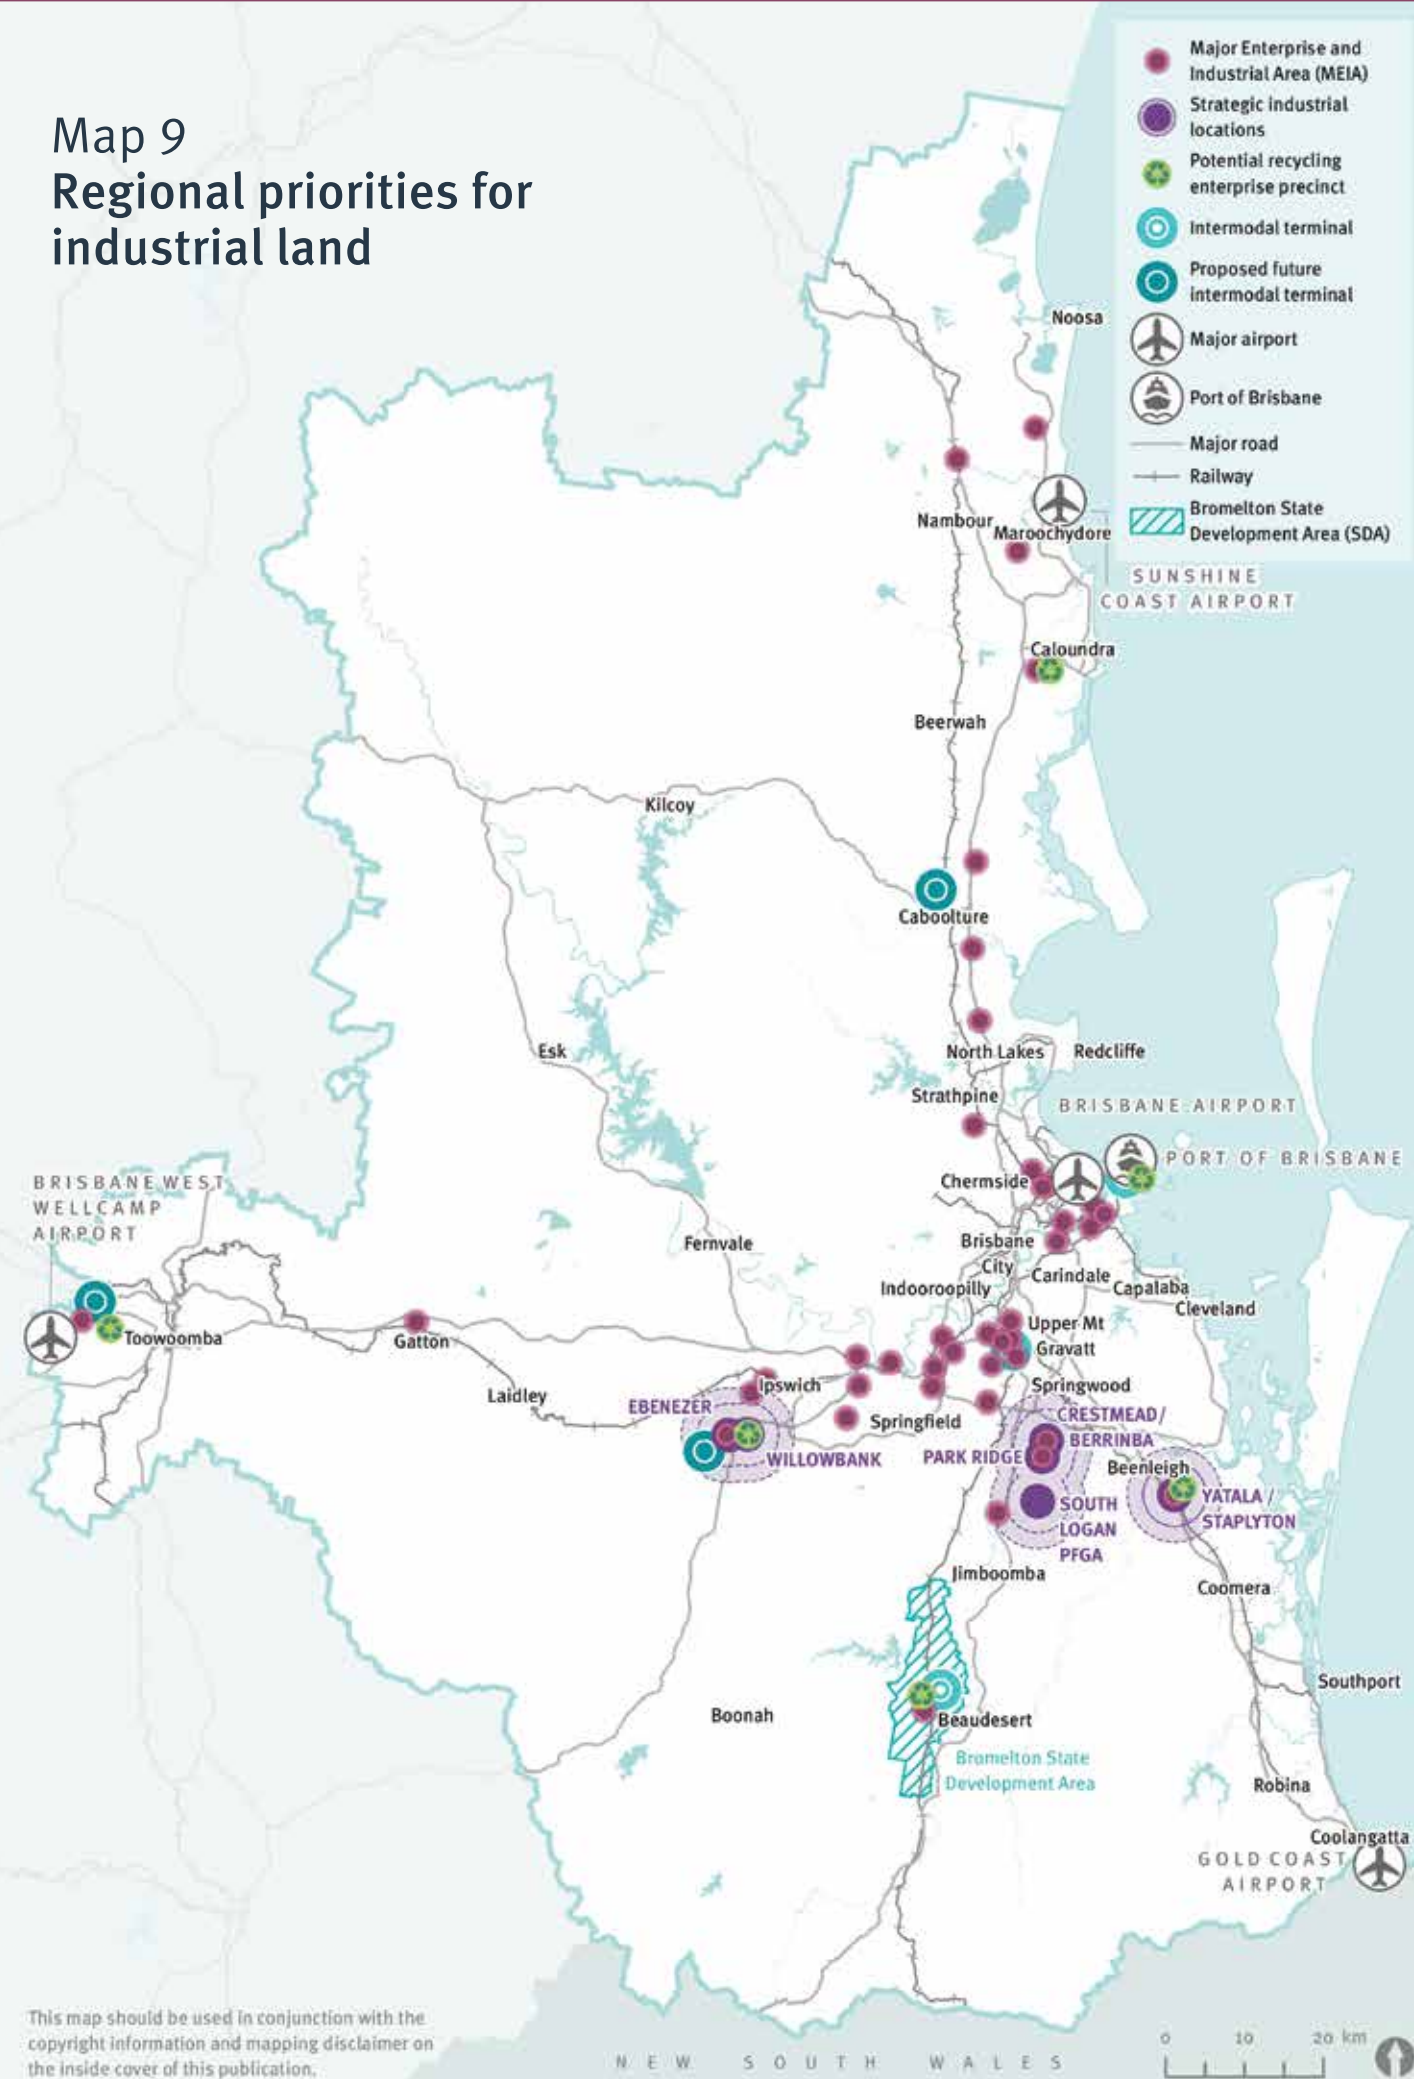 Map 9
Regional priorities for
industrial land
Major Enterprise and
Industrial Area (MEIA)
Strategic industrial
locations
Potential recycling
enterprise precinct
Intermodal terminal
Proposed future
intermodal terminal
Major airport
Port of Brisbane
Major road
Railway
Bromelton State
Development Area (SDA)
Noosa
Nambour
Maroochydore
SUNSHINE
COAST AIRPORT
Caloundra
Beerwah
Kilcoy
Caboolture
Esk
North Lakes
Redcliffe
Strathpine
BRISBANE AIRPORT
PORT OF BRISBANE
Chermside
BRISBANE WEST
WELLCAMP
AIRPORT
Fernvale
Brisbane
City
Indooroopilly
Carindale
Capalaba
Cleveland
Toowoomba
Gatton
Upper Mt
Gravatt
Laidley
Ipswich
Springwood
EBENEZER
Springfield
CRESTMEAD/
BERRINBA
WILLOWBANK
PARK RIDGE
Beenleigh
YATALA /
STAPLYTON
SOUTH
LOGAN
PFGA
Jimboomba
Coomera
Southport
Boonah
Beaudesert
Bromelton State
Development Area
Robina
Coolangatta
GOLD COAST
AIRPORT
This map should be used in conjunction with the
copyright information and mapping disclaimer on
the inside cover of this publication.
NEW SOUTH WALES
0 10 20 km